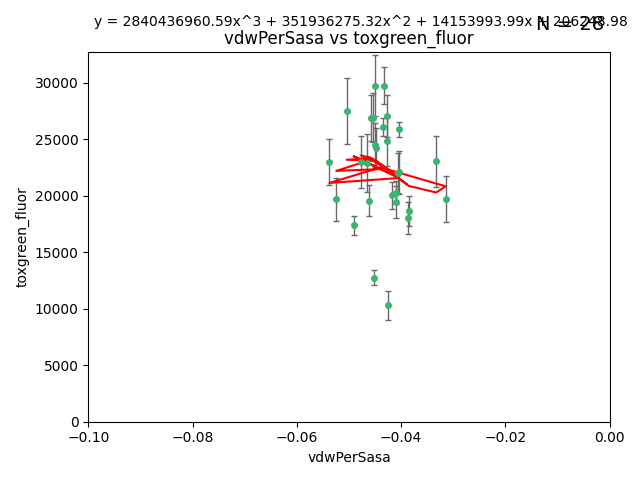 y = 2840436960.59x^3 + 351936275.32x^2 + 14153993.99x + 206248.98
N = 28
vdwPerSasa vs toxgreen_fluor
30000
25000
20000
15000
10000
5000
0
toxgreen_fluor
−0.10 −0.08 −0.06 −0.04 −0.02 0.00
vdwPerSasa